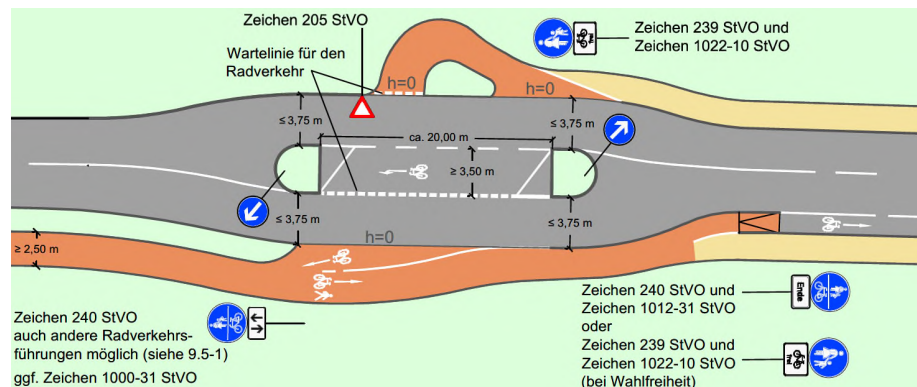 Zeichen 205 StVO
Wartelinie für den
Radverkehr
Zeichen 239 StVO und
Zeichen 1022-10 StVO
frei
h=0
h=0
≤ 3,75 m
ca. 20,00 m
≤ 3,75 m
≥ 3,50 m
≤ 3,75 m
≤ 3,75 m
h=0
≥ 2,50 m
Zeichen 240 StVO
auch andere Radverkehrs-
führungen möglich (siehe 9.5-1)
ggf. Zeichen 1000-31 StVO
Zeichen 240 StVO und
Zeichen 1012-31 StVO
oder
Zeichen 239 StVO und
Zeichen 1022-10 StVO
(bei Wahlfreiheit)
Ende
frei